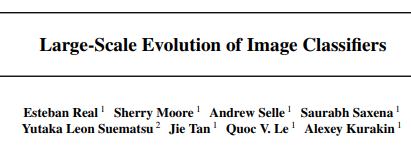 Large-Scale Evolution of Image Classifiers
Esteban Real 1 Sherry Moore 1 Andrew Selle 1 Saurabh Saxena 1
Yutaka Leon Suematsu 2 Jie Tan 1 Quoc V. Le 1 Alexey Kurakin 1